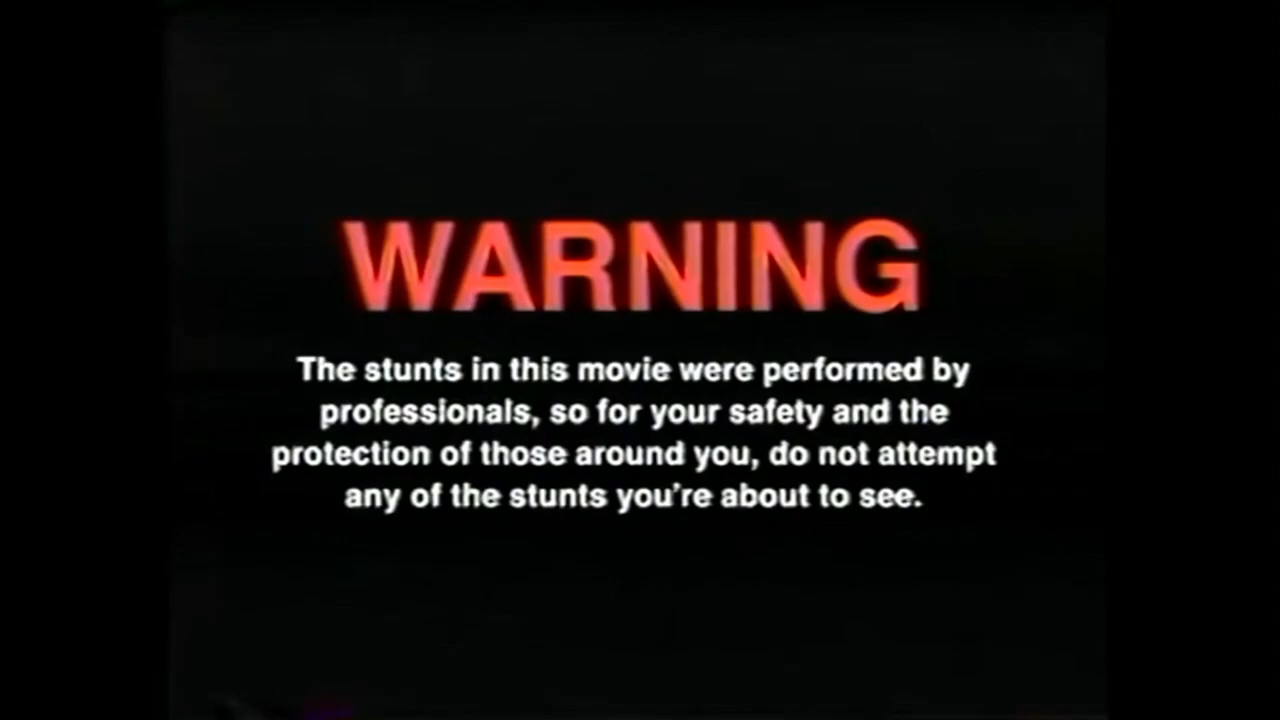 WARNING
The stunts in this movie were performed by
professionals, so for your safety and the
protection of those around you, do not attempt
any of the stunts you're about to see.